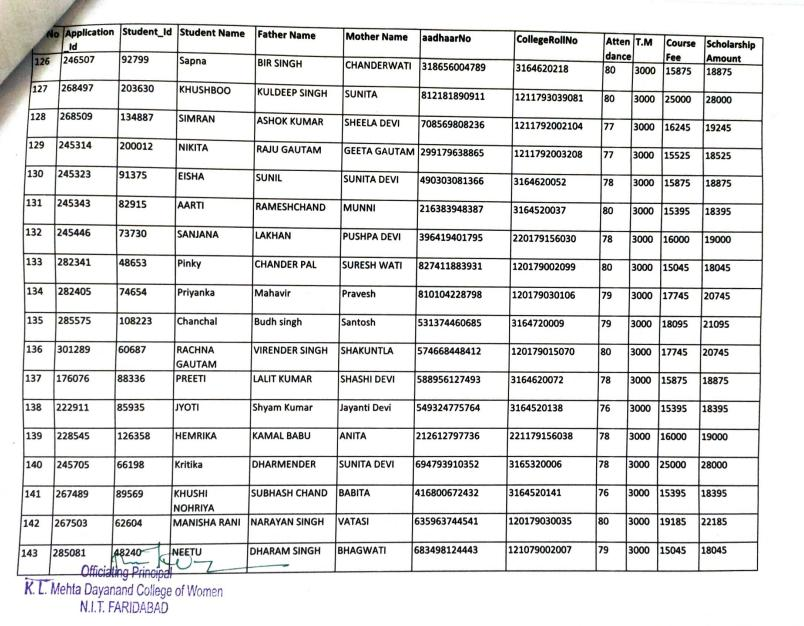 No Application_Id Student_Id Student Name Father Name Mother Name aadhaarNo CollegeRollNo Attendance T.M Course Fee Scholarship Amount
126 246507 92799 Sapna BIR SINGH CHANDERWATI 318656004789 3164620218 80 3000 15875 18875
127 268497 203630 KHUSHBOO KULDEEP SINGH SUNITA 812181890911 1211793039081 80 3000 25000 28000
128 268509 134887 SIMRAN ASHOK KUMAR SHEELA DEVI 708569808236 1211792002104 77 3000 16245 19245
129 245314 200012 NIKITA RAJU GAUTAM GEETA GAUTAM 299179638865 1211792003208 77 3000 15525 18525
130 245323 91375 EISHA SUNIL SUNITA DEVI 490303081366 3164620052 78 3000 15875 18875
131 245343 82915 AARTI RAMESHCHAND MUNNI 216383948387 3164520037 80 3000 15395 18395
132 245446 73730 SANJANA LAKHAN PUSHPA DEVI 396419401795 220179156030 78 3000 16000 19000
133 282341 48653 Pinky CHANDER PAL SURESH WATI 827411883931 120179002099 80 3000 15045 18045
134 282405 74654 Priyanka Mahavir Pravesh 810104228798 120179030106 79 3000 17745 20745
135 285575 108223 Chanchal Budh singh Santosh 531374460685 3164720009 79 3000 18095 21095
136 301289 60687 RACHNA GAUTAM VIRENDER SINGH SHAKUNTLA 574668448412 120179015070 80 3000 17745 20745
137 176076 88336 PREETI LALIT KUMAR SHASHI DEVI 588956127493 3164620072 78 3000 15875 18875
138 222911 85935 JYOTI Shyam Kumar Jayanti Devi 549324775764 3164520138 76 3000 15395 18395
139 228545 126358 HEMRIKA KAMAL BABU ANITA 212612797736 221179156038 78 3000 16000 19000
140 245705 66198 Kritika DHARMENDER SUNITA DEVI 694793910352 3165320006 78 3000 25000 28000
141 267489 89569 KHUSHI NOHRIYA SUBHASH CHAND BABITA 416800672432 3164520141 76 3000 15395 18395
142 267503 62604 MANISHA RANI NARAYAN SINGH VATASI 635963744541 120179030035 80 3000 19185 22185
143 285081 48240 NEETU DHARAM SINGH BHAGWATI 683498124443 121079002007 79 3000 15045 18045
Officiating Principal
K. L. Mehta Dayanand College of Women
N.I.T. FARIDABAD